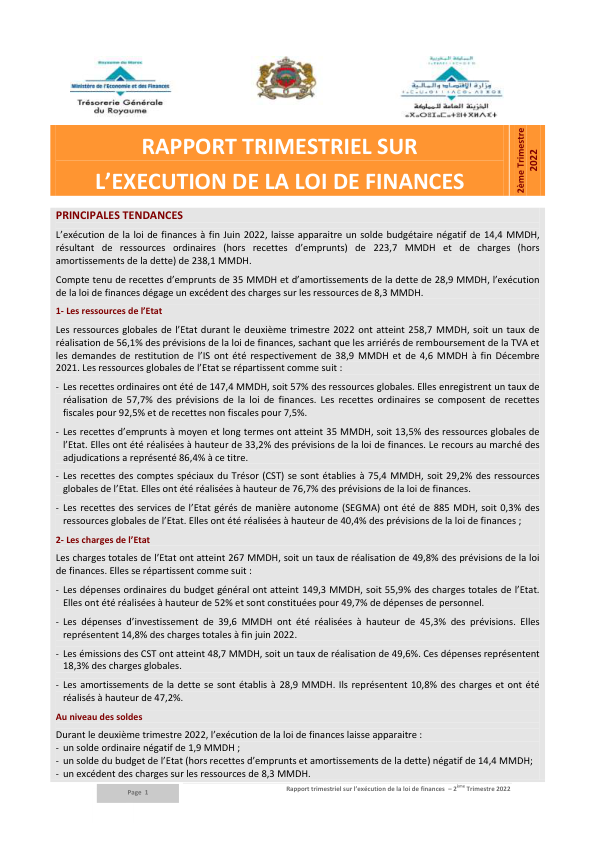 Royaume du Maroc
Ministère de l'Economie et des Finances
Trésorerie Générale
du Royaume
المملكة المغربية
وزارة الاقتصاد والمالية
الخزينة العامة للمملكة
RAPPORT TRIMESTRIEL SUR
L'EXECUTION DE LA LOI DE FINANCES
2ème Trimestre
2022
PRINCIPALES TENDANCES
L'exécution de la loi de finances à fin Juin 2022, laisse apparaitre un solde budgétaire négatif de 14,4 MMDH,
résultant de ressources ordinaires (hors recettes d'emprunts) de 223,7 MMDH et de charges (hors
amortissements de la dette) de 238,1 MMDH.
Compte tenu de recettes d'emprunts de 35 MMDH et d'amortissements de la dette de 28,9 MMDH, l'exécution
de la loi de finances dégage un excédent des charges sur les ressources de 8,3 MMDH.
1- Les ressources de l'Etat
Les ressources globales de l'Etat durant le deuxième trimestre 2022 ont atteint 258,7 MMDH, soit un taux de
réalisation de 56,1% des prévisions de la loi de finances, sachant que les arriérés de remboursement de la TVA et
les demandes de restitution de l'IS ont été respectivement de 38,9 MMDH et de 4,6 MMDH à fin Décembre
2021. Les ressources globales de l'Etat se répartissent comme suit :
- Les recettes ordinaires ont été de 147,4 MMDH, soit 57% des ressources globales. Elles enregistrent un taux de
réalisation de 57,7% des prévisions de la loi de finances. Les recettes ordinaires se composent de recettes
fiscales pour 92,5% et de recettes non fiscales pour 7,5%.
- Les recettes d'emprunts à moyen et long termes ont atteint 35 MMDH, soit 13,5% des ressources globales de
l'Etat. Elles ont été réalisées à hauteur de 33,2% des prévisions de la loi de finances. Le recours au marché des
adjudications a représenté 86,4% à ce titre.
- Les recettes des comptes spéciaux du Trésor (CST) se sont établies à 75,4 MMDH, soit 29,2% des ressources
globales de l'Etat. Elles ont été réalisées à hauteur de 76,7% des prévisions de la loi de finances.
- Les recettes des services de l'Etat gérés de manière autonome (SEGMA) ont été de 885 MDH, soit 0,3% des
ressources globales de l'Etat. Elles ont été réalisées à hauteur de 40,4% des prévisions de la loi de finances ;
2- Les charges de l'Etat
Les charges totales de l'Etat ont atteint 267 MMDH, soit un taux de réalisation de 49,8% des prévisions de la loi
de finances. Elles se répartissent comme suit :
- Les dépenses ordinaires du budget général ont atteint 149,3 MMDH, soit 55,9% des charges totales de l'Etat.
Elles ont été réalisées à hauteur de 52% et sont constituées pour 49,7% de dépenses de personnel.
- Les dépenses d'investissement de 39,6 MMDH ont été réalisées à hauteur de 45,3% des prévisions. Elles
représentent 14,8% des charges totales à fin juin 2022.
- Les émissions des CST ont atteint 48,7 MMDH, soit un taux de réalisation de 49,6%. Ces dépenses représentent
18,3% des charges globales.
- Les amortissements de la dette se sont établis à 28,9 MMDH. Ils représentent 10,8% des charges et ont été
réalisés à hauteur de 47,2%.
Au niveau des soldes
Durant le deuxième trimestre 2022, l'exécution de la loi de finances laisse apparaitre :
- un solde ordinaire négatif de 1,9 MMDH ;
- un solde du budget de l'Etat (hors recettes d'emprunts et amortissements de la dette) négatif de 14,4 MMDH;
- un excédent des charges sur les ressources de 8,3 MMDH.
Page 1
Rapport trimestriel sur l'exécution de la loi de finances – 2ème Trimestre 2022